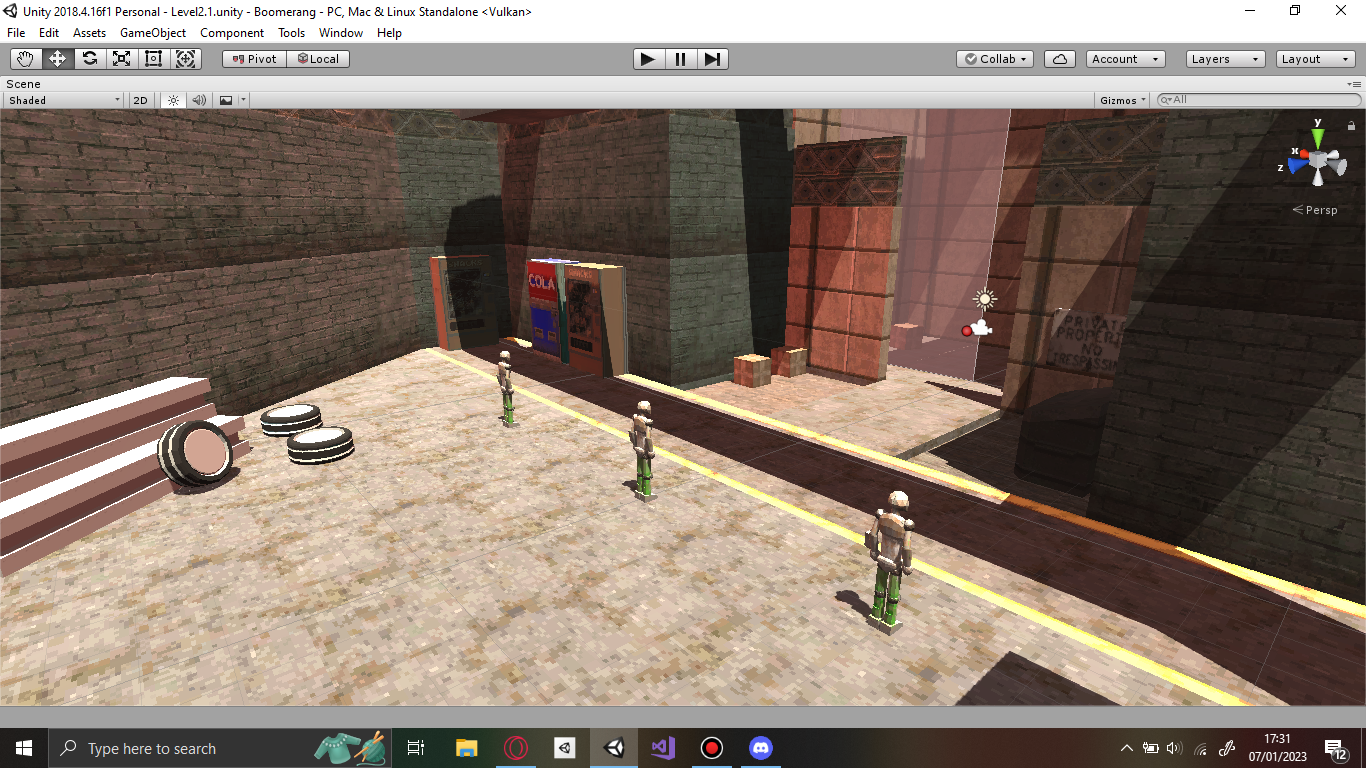 Unity 2018.4.16f1 Personal - Level2.1.unity - Boomerang - PC, Mac & Linux Standalone <Vulkan>
File Edit Assets GameObject Component Tools Window Help
Pivot Local Collab Account Layers Layout
Scene
Shaded 2D Gizmos All
y
x
z
Persp
COLA
PRIVATE
PROPERTY
NO
TRESPASSING
Type here to search
17:31
07/01/2023
12